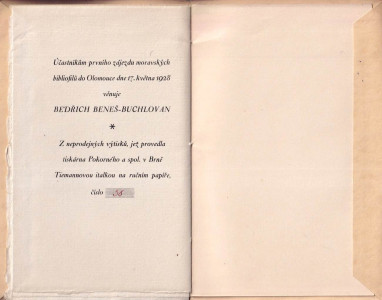 Účastníkům prvního zájezdu moravských
bibliofilů do Olomouce dne 17. května 1928
věnuje
BEDŘICH BENEŠ-BUCHLOVAN
*
Z neprodejných výtisků, jež provedla
tiskárna Pokorného a spol. v Brně
Tiemannovou italkou na ručním papíře,
číslo 58